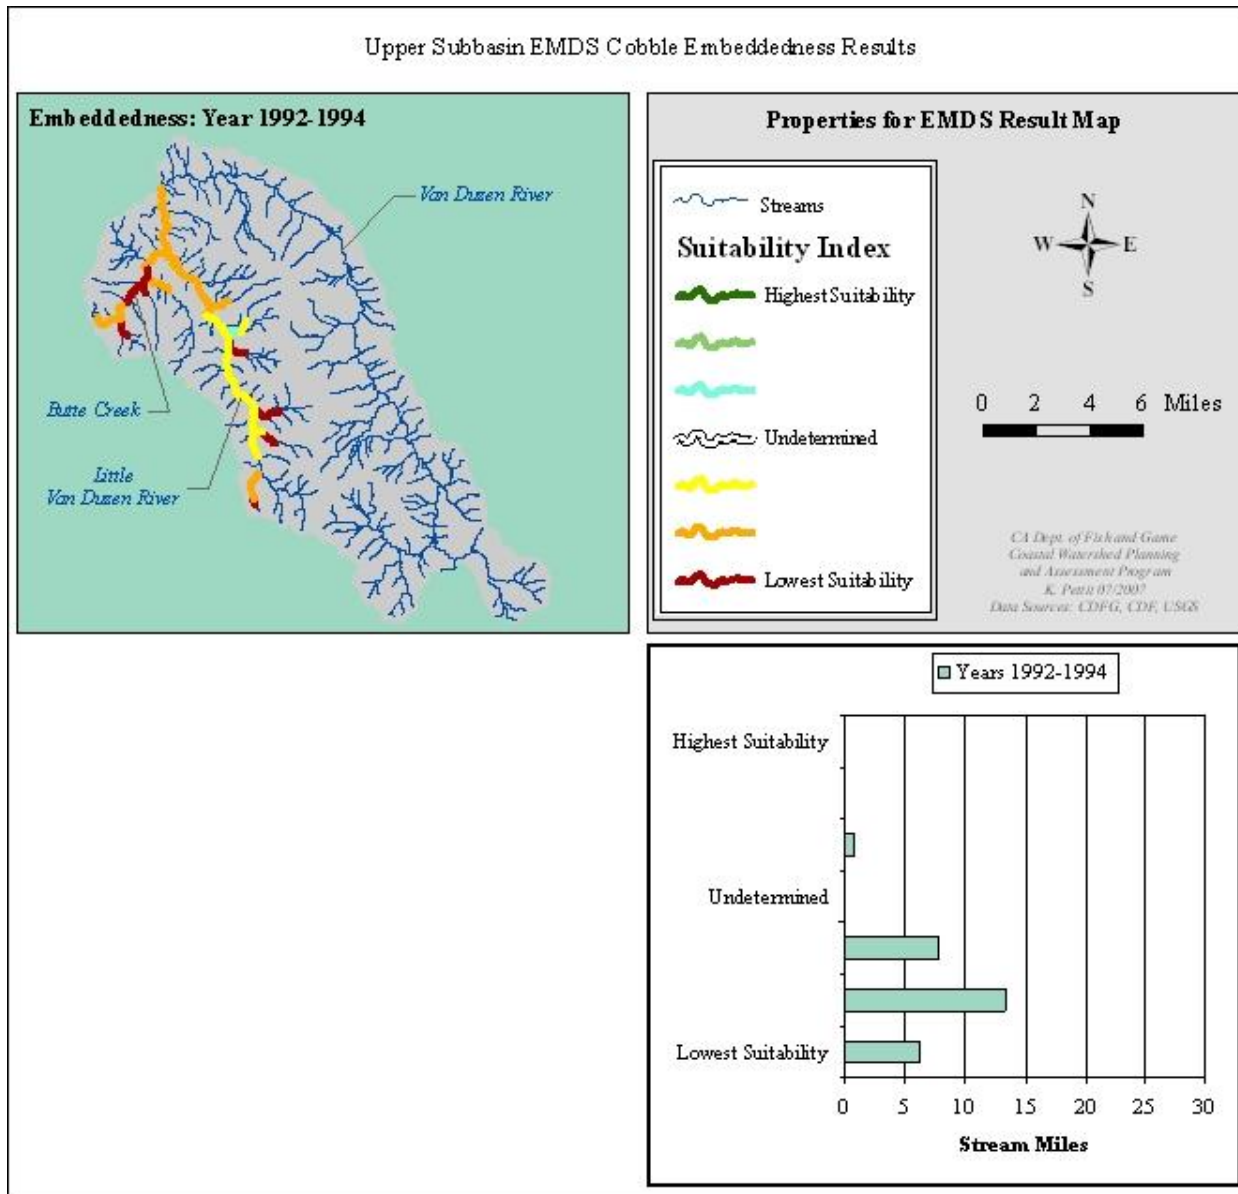 Upper Subbasin EMDS Cobble Embeddedness Results
Embeddedness: Year 1992-1994
Van Duzen River
Butte Creek
Little
Van Duzen River
Properties for EMDS Result Map
Streams
Suitability Index
Highest Suitability
Undetermined
Lowest Suitability
N
W E
S
0 2 4 6 Miles
CA Dept. of Fish and Game
Coastal Watershed Planning
and Assessment Program
K. Pettit 07/2007
Data Sources: CDFG, CDF, USGS
Years 1992-1994
Highest Suitability
Undetermined
Lowest Suitability
0 5 10 15 20 25 30
Stream Miles